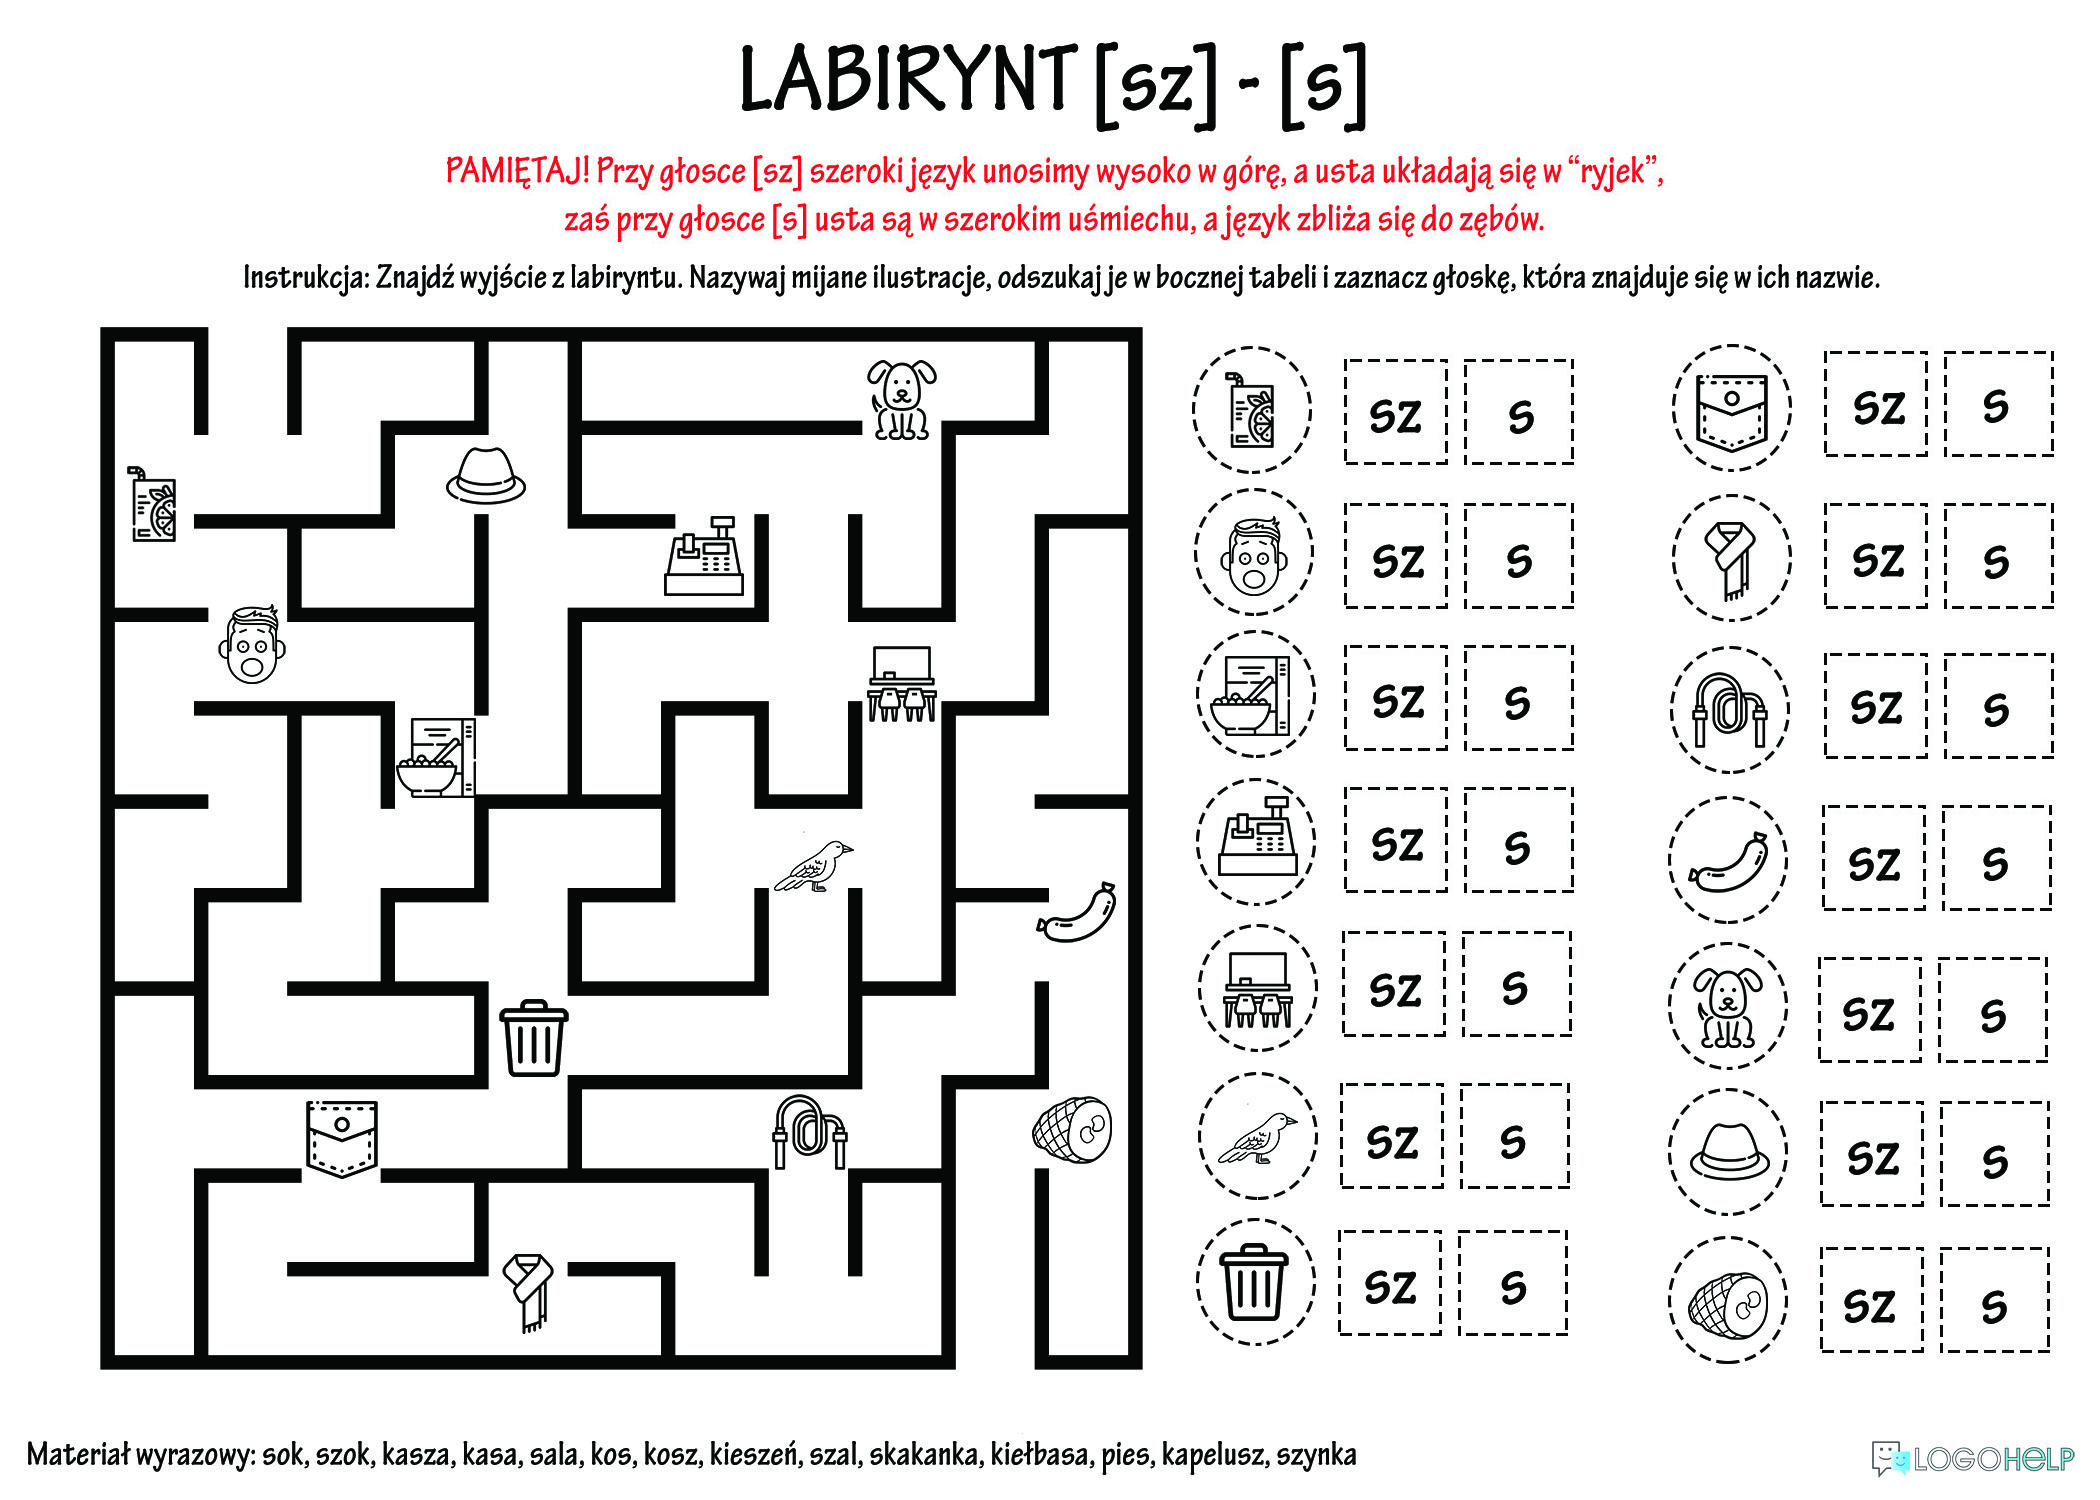 LABIRYNT [sz] - [s]
PAMIĘTAJ! Przy głosce [sz] szeroki język unosimy wysoko w górę, a usta układają się w “ryjek”,
zaś przy głosce [s] usta są w szerokim uśmiechu, a język zbliża się do zębów.
Instrukcja: Znajdź wyjście z labiryntu. Nazywaj mijane ilustracje, odszukaj je w bocznej tabeli i zaznacz głoskę, która znajduje się w ich nazwie.
sz s sz s
sz s sz s
sz s sz s
sz s sz s
sz s sz s
sz s sz s
sz s sz s
Materiał wyrazowy: sok, szok, kasza, kasa, sala, kos, kosz, kieszeń, szal, skakanka, kiełbasa, pies, kapelusz, szynka
LOGOHELP